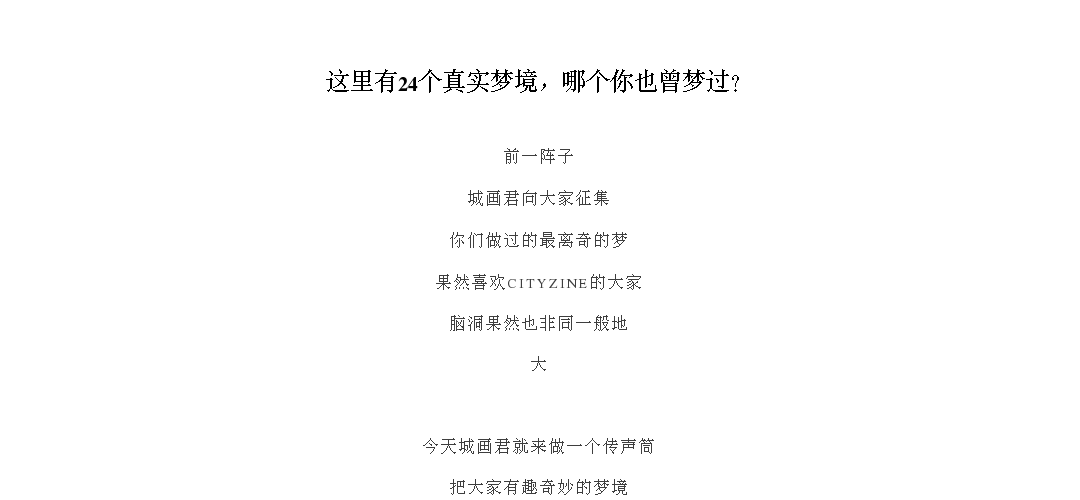 这里有24个真实梦境，哪个你也曾梦过？
前一阵子
城画君向大家征集
你们做过的最离奇的梦
果然喜欢CITYZINE的大家
脑洞果然也非同一般地
大
今天城画君就来做一个传声筒
把大家有趣奇妙的梦境